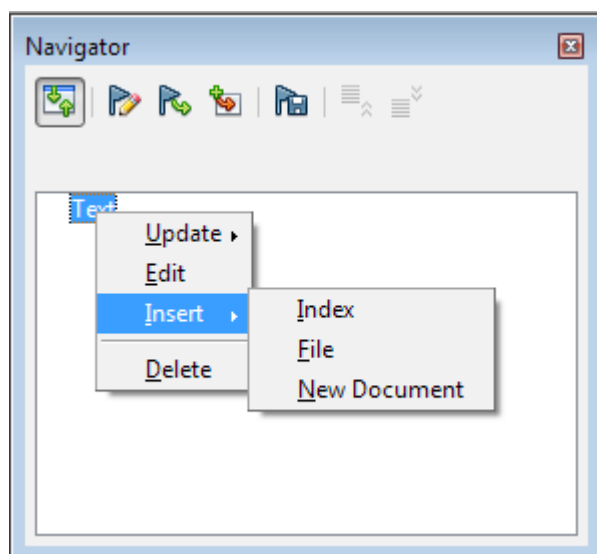 Navigator
Text
Update
Edit
Insert
Delete
Index
File
New Document